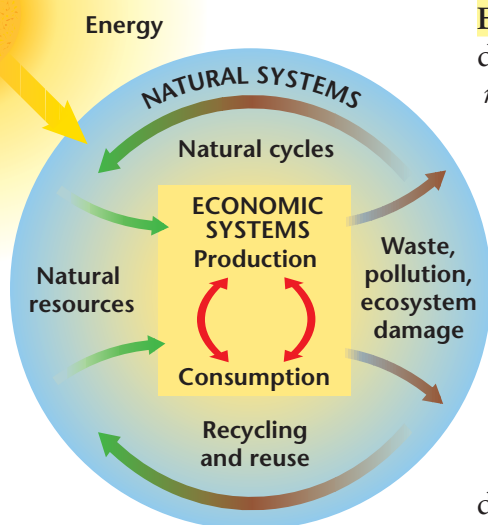 Energy
NATURAL SYSTEMS
Natural cycles
ECONOMIC
SYSTEMS
Production
Natural
resources
Waste,
pollution,
ecosystem
damage
Consumption
Recycling
and reuse
d
d